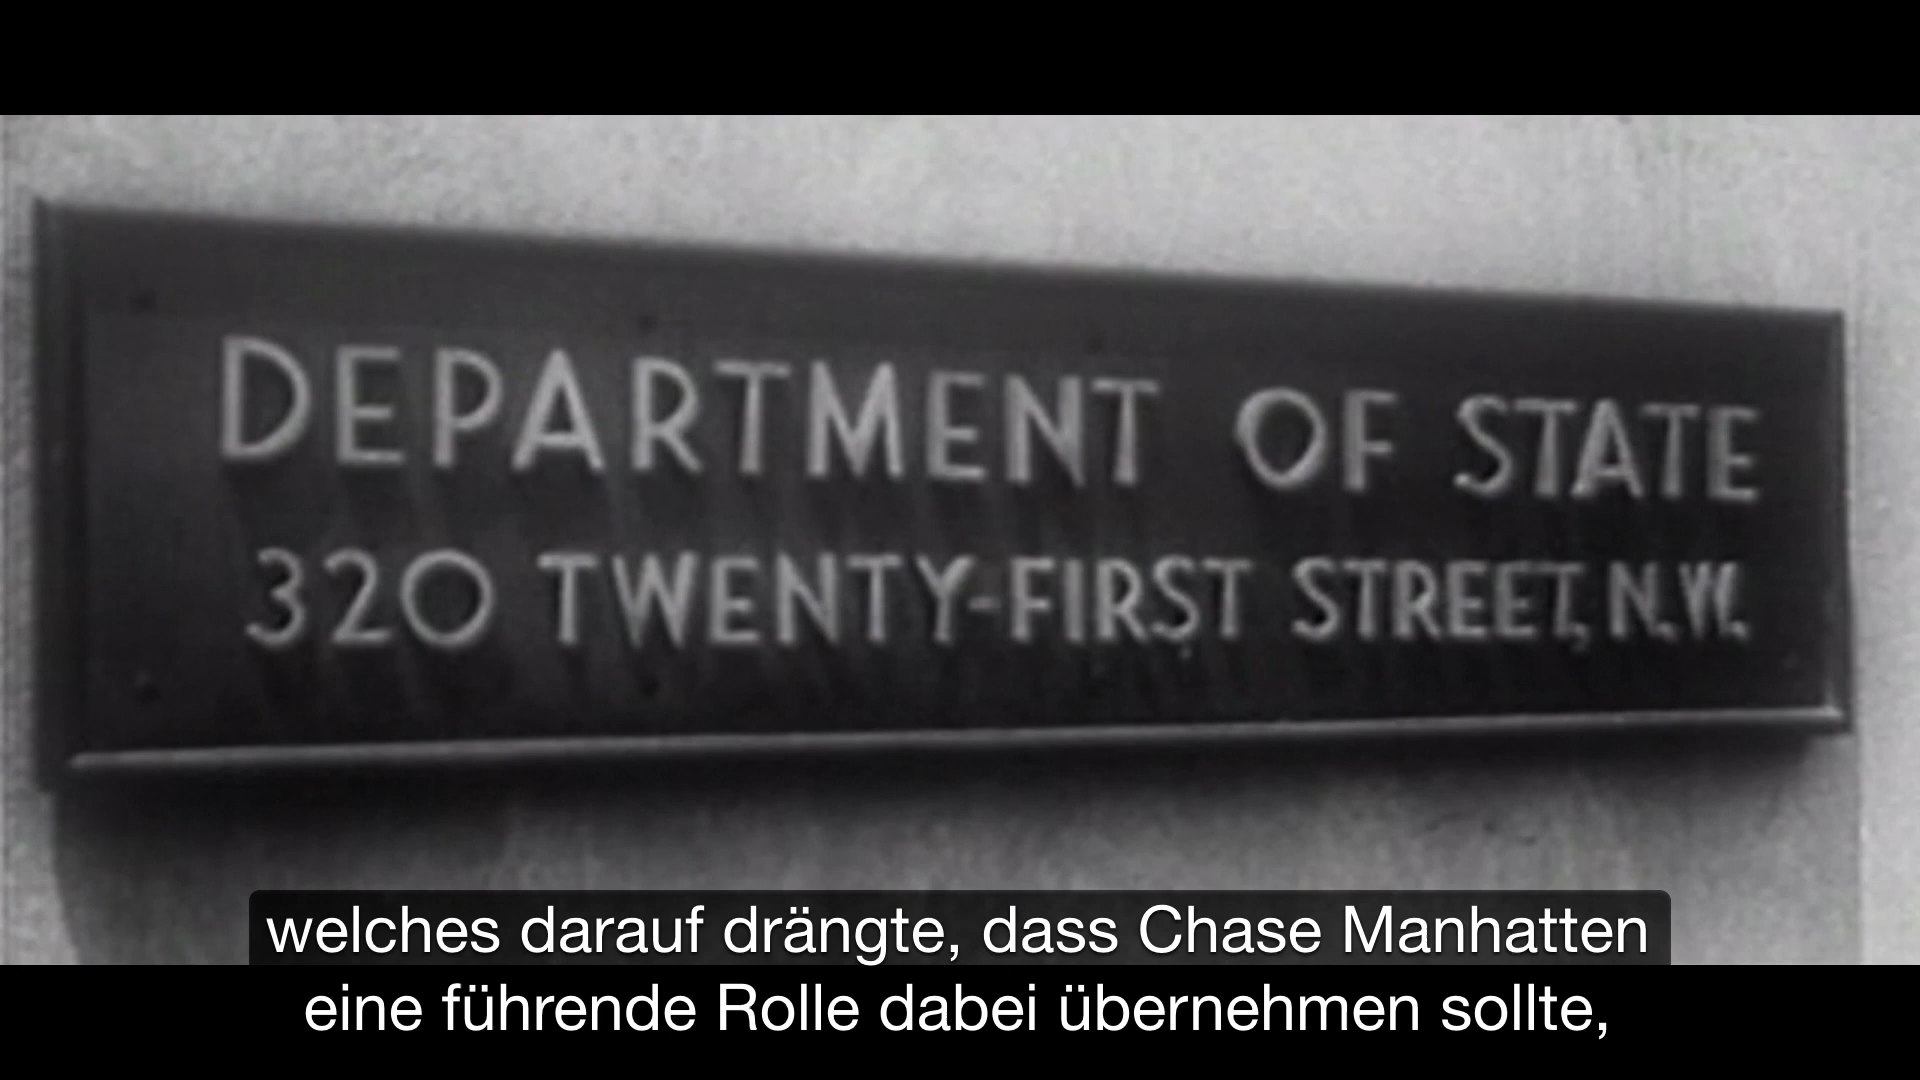 DEPARTMENT OF STATE
320 TWENTY-FIRST STREET, N.W.
welches darauf drängte, dass Chase Manhatten
eine führende Rolle dabei übernehmen sollte,